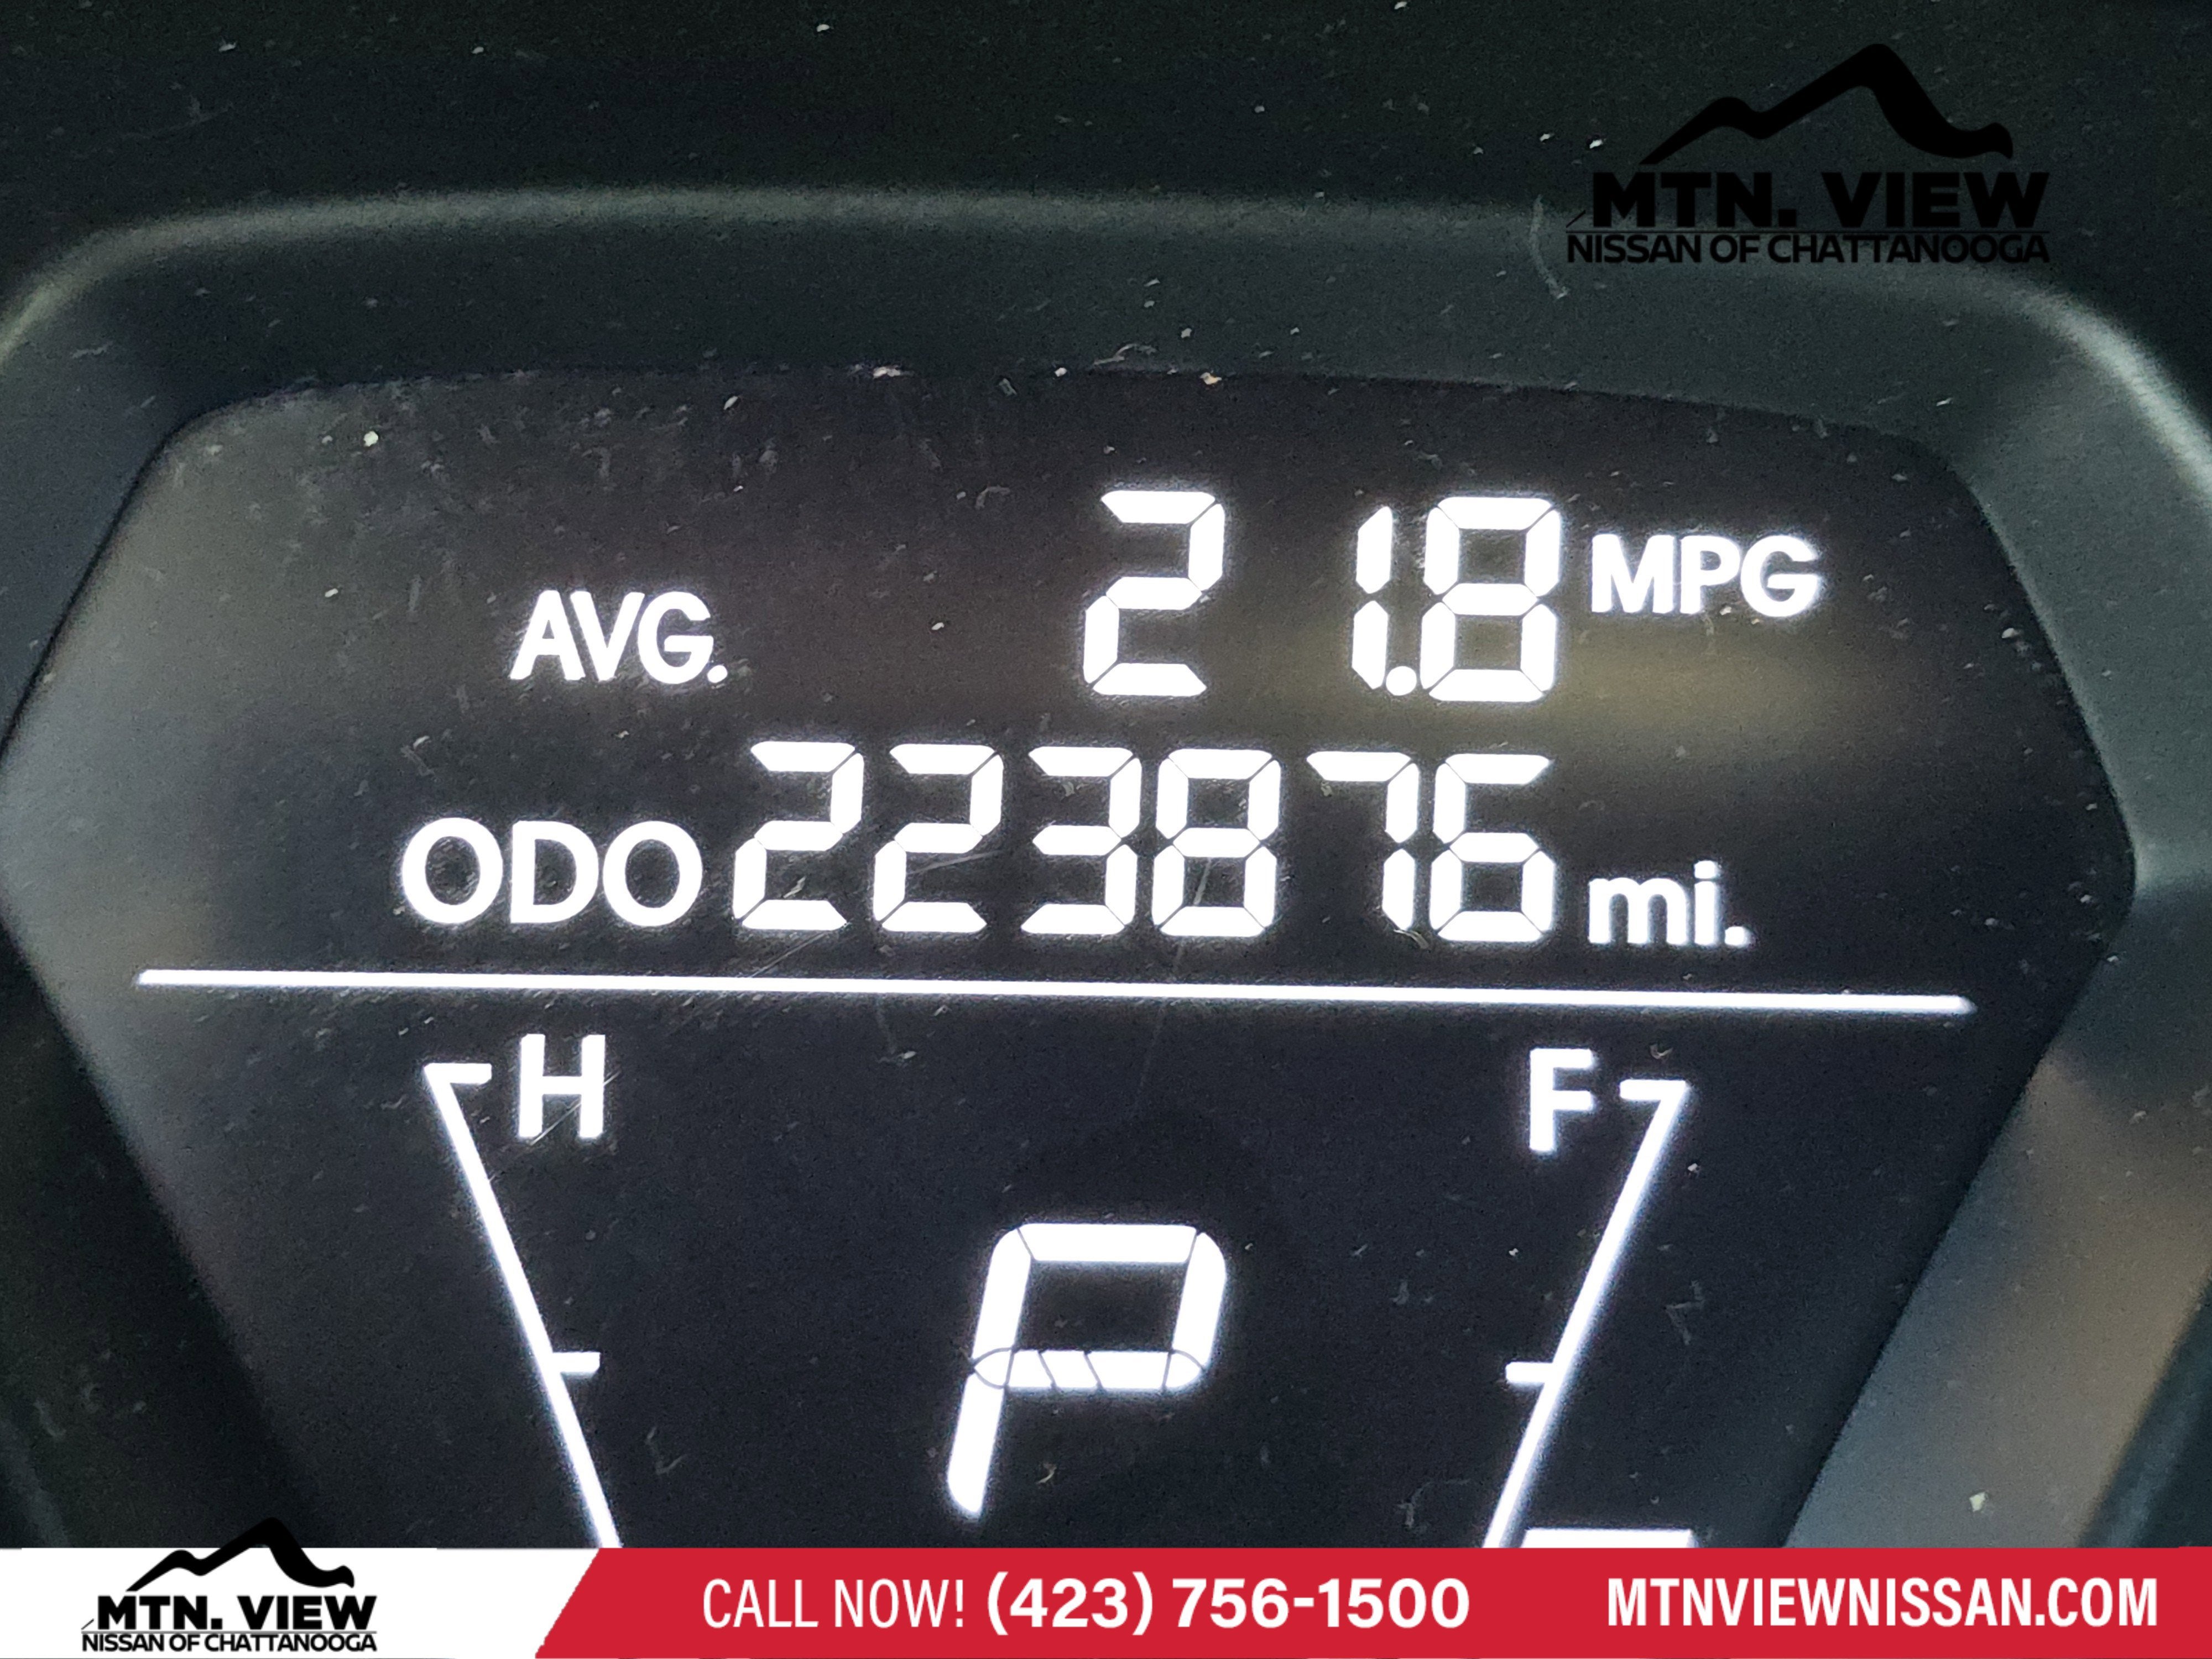 MTN. VIEW
NISSAN OF CHATTANOOGA
AVG. 21.8 MPG
ODO 223876 mi.
H F
P
MTN. VIEW
NISSAN OF CHATTANOOGA
CALL NOW! (423) 756-1500
MTNVIEWNISSAN.COM